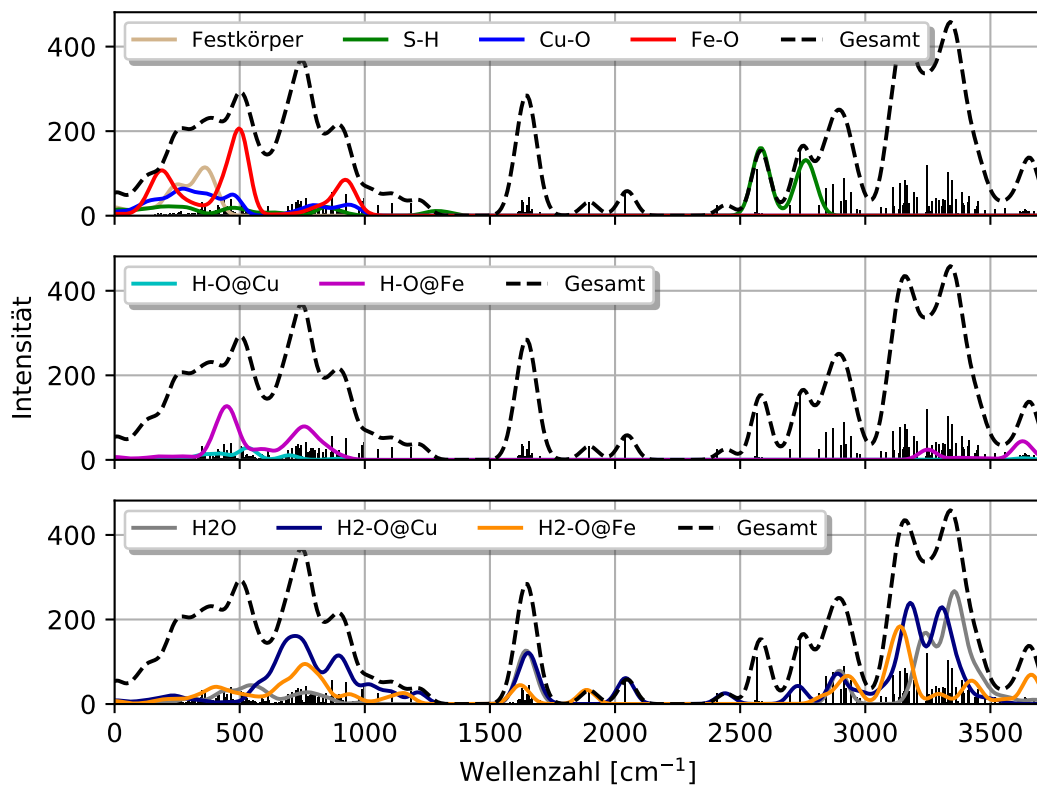 Festkörper S-H Cu-O Fe-O Gesamt
400
200
0
H-O@Cu H-O@Fe Gesamt
400
200
0
Intensität
H2O H2-O@Cu H2-O@Fe Gesamt
400
200
0
0 500 1000 1500 2000 2500 3000 3500
Wellenzahl [cm⁻¹]